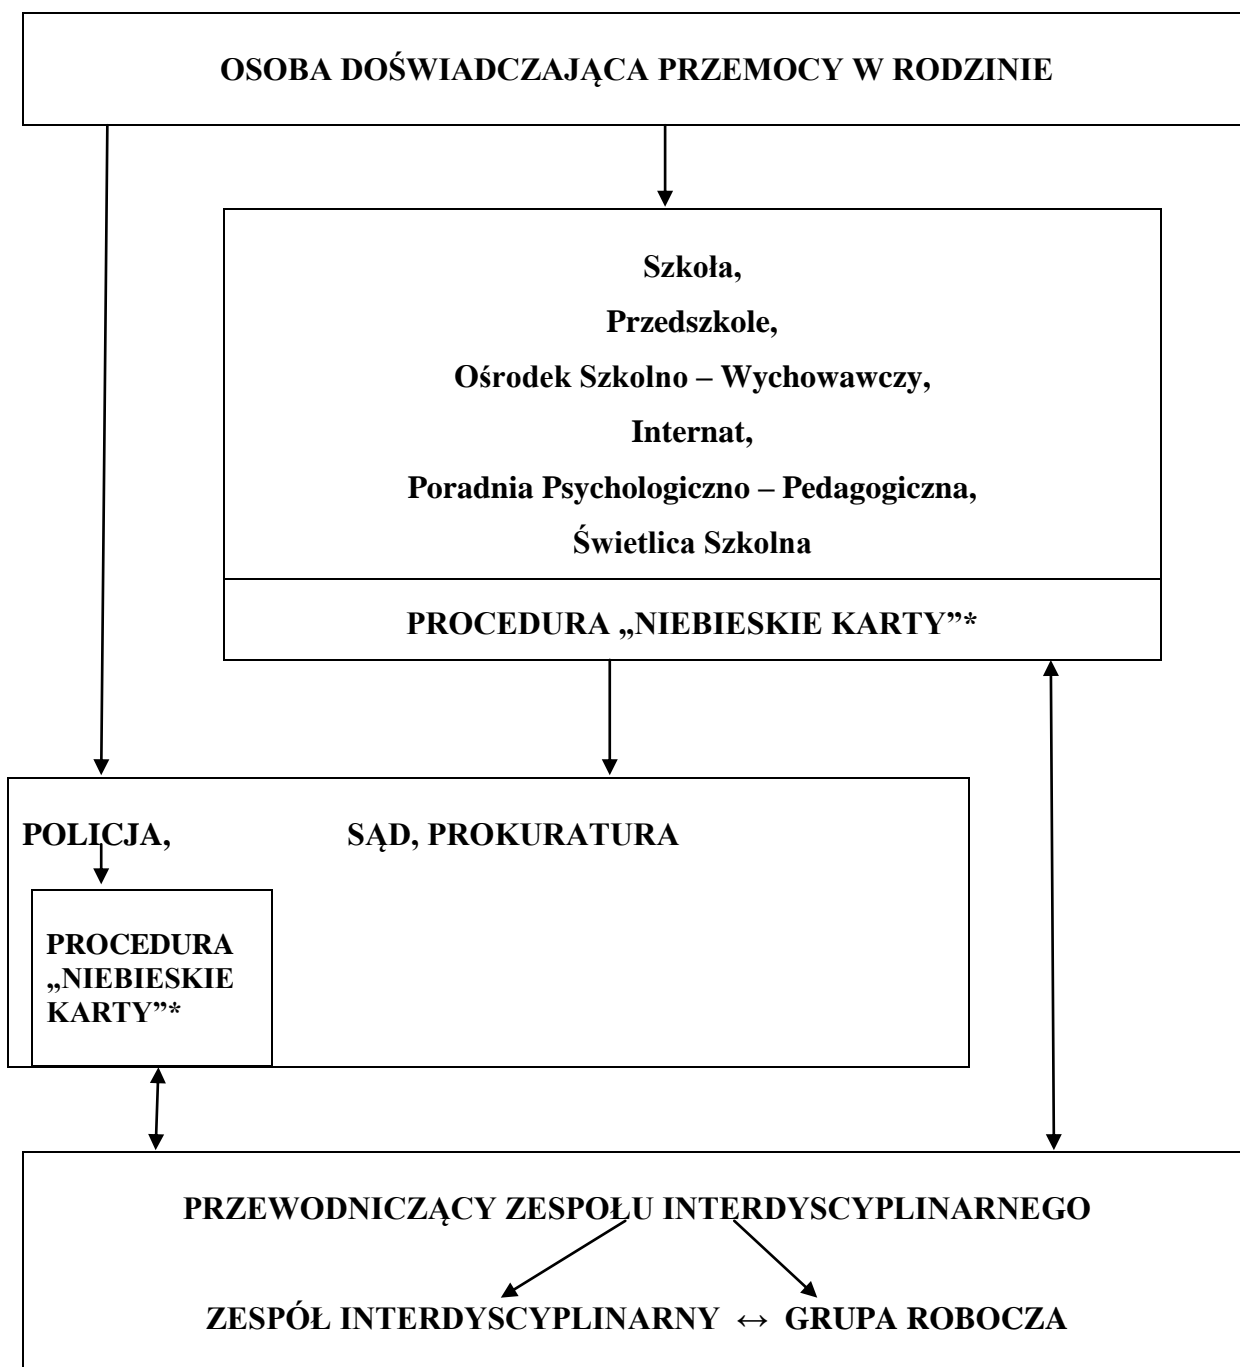 OSOBA DOŚWIADCZAJĄCA PRZEMOCY W RODZINIE
Szkoła,
Przedszkole,
Ośrodek Szkolno – Wychowawczy,
Internat,
Poradnia Psychologiczno – Pedagogiczna,
Świetlica Szkolna
PROCEDURA „NIEBIESKIE KARTY”*
POLICJA, SĄD, PROKURATURA
PROCEDURA
„NIEBIESKIE
KARTY”*
PRZEWODNICZĄCY ZESPOŁU INTERDYSCYPLINARNEGO
ZESPÓŁ INTERDYSCYPLINARNY ↔ GRUPA ROBOCZA